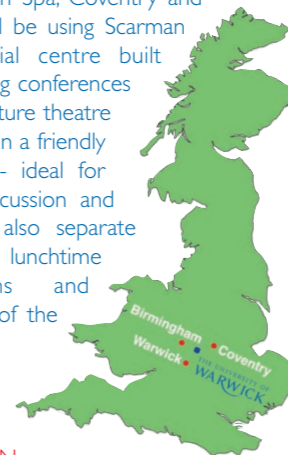 Spa, Coventry and
be using Scarman
ial centre built
g conferences
ture theatre
n a friendly
- ideal for
cussion and
also separate
lunchtime
ns and
of the
Birmingham
Warwick
Coventry
THE UNIVERSITY OF
WARWICK